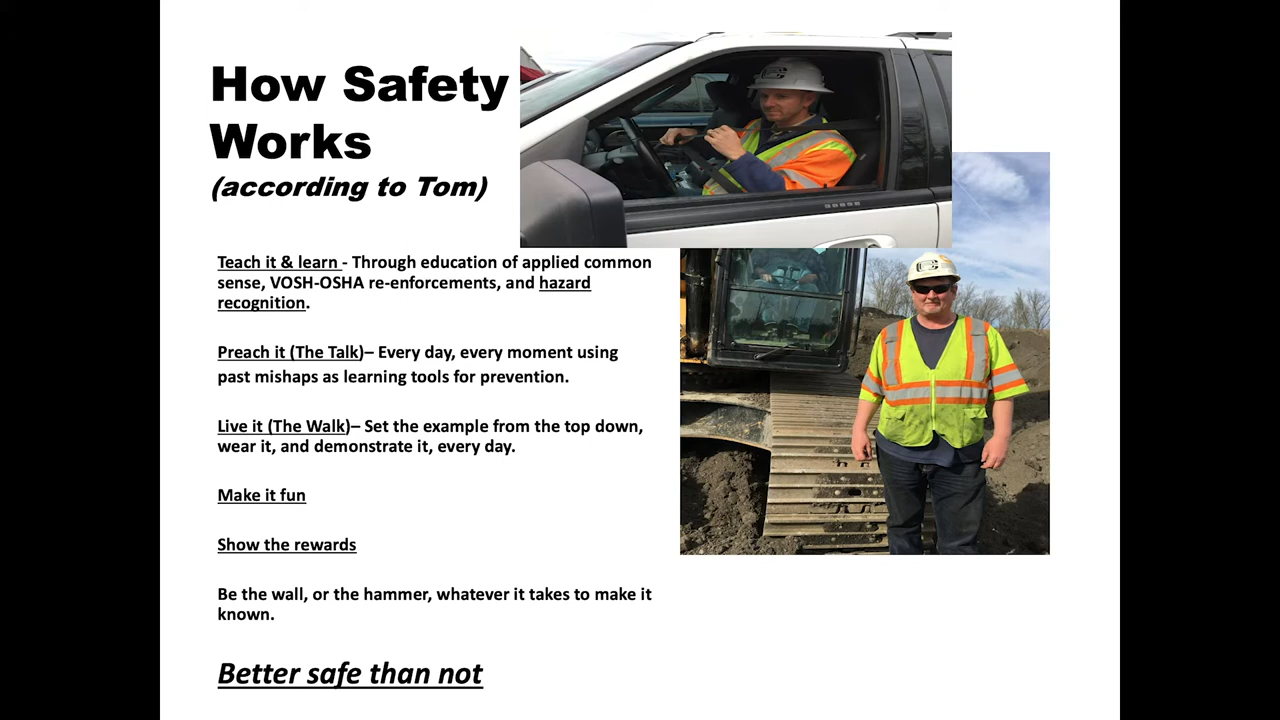 How Safety
Works
(according to Tom)
Teach it & learn - Through education of applied common
sense, VOSH-OSHA re-enforcements, and hazard
recognition.
Preach it (The Talk)– Every day, every moment using
past mishaps as learning tools for prevention.
Live it (The Walk)– Set the example from the top down,
wear it, and demonstrate it, every day.
Make it fun
Show the rewards
Be the wall, or the hammer, whatever it takes to make it
known.
Better safe than not